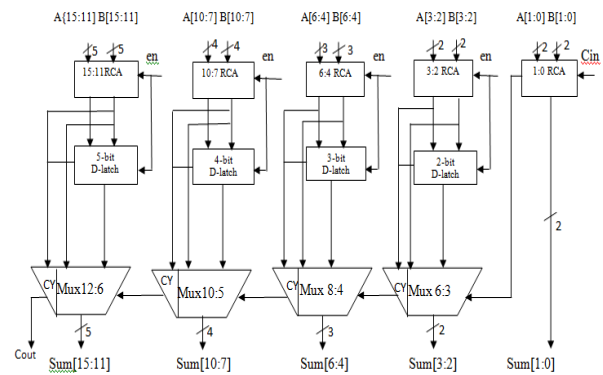 A{15:11] B[15:11] A[10:7] B[10:7] A[6:4] B[6:4] A[3:2] B[3:2] A[1:0] B[1:0]
5 5 en 4 4 en 3 3 en 2 2 en 2 2 Cin
15:11RCA 10:7 RCA 6:4 RCA 3:2 RCA 1:0 RCA
5-bit 4-bit 3-bit 2-bit
D-latch D-latch D-latch D-latch
2
CY Mux12:6 CY Mux10:5 CY Mux 8:4 CY Mux 6:3
5 4 3 2
Cout Sum[15:11] Sum[10:7] Sum[6:4] Sum[3:2] Sum[1:0]